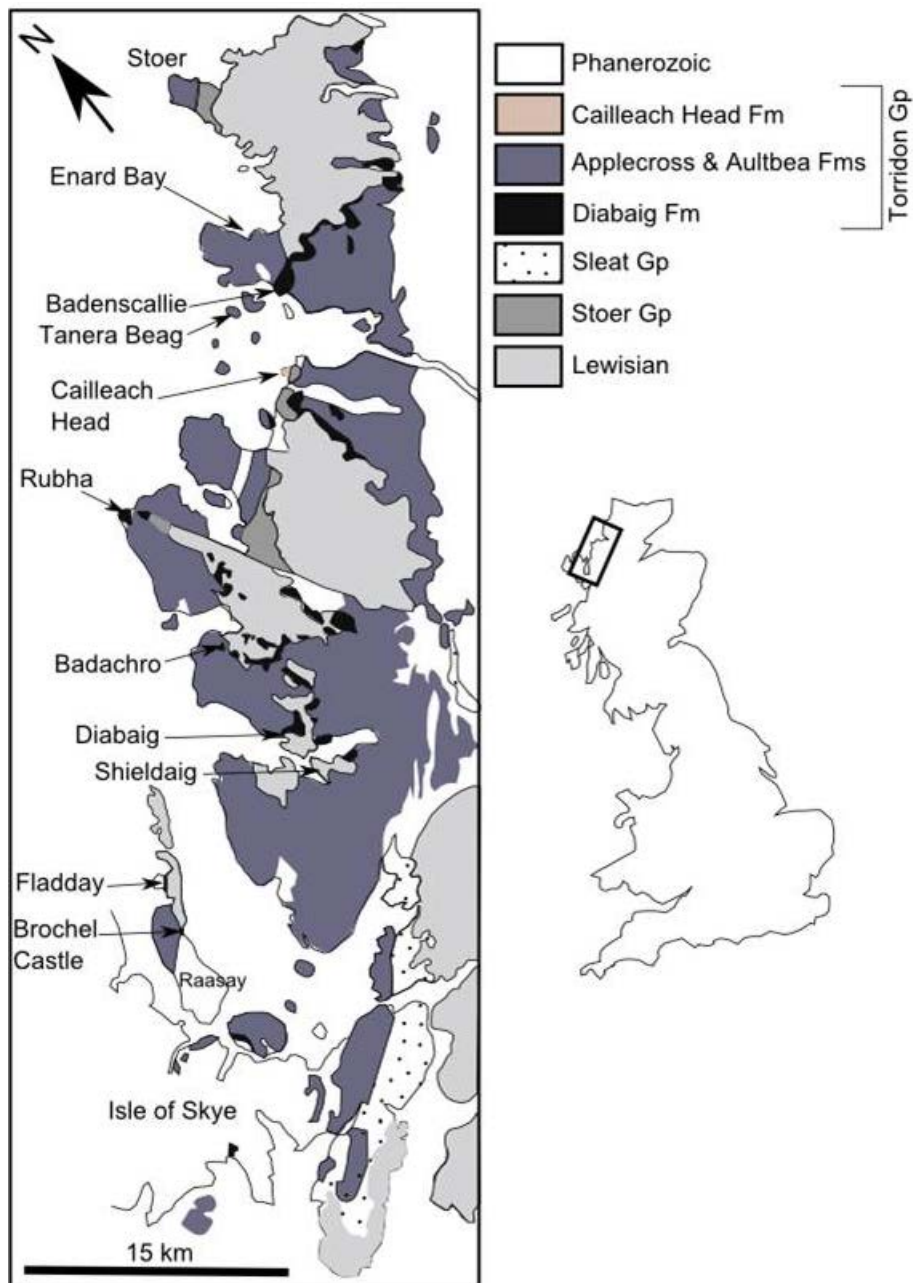 N
Stoer
Enard Bay
Badenscallie
Tanera Beag
Cailleach
Head
Rubha
Badachro
Diabaig
Shieldaig
Fladday
Brochel
Castle
Raasay
Isle of Skye
15 km
Phanerozoic
Cailleach Head Fm
Applecross & Aultbea Fms
Diabaig Fm
Torridon Gp
Sleat Gp
Stoer Gp
Lewisian